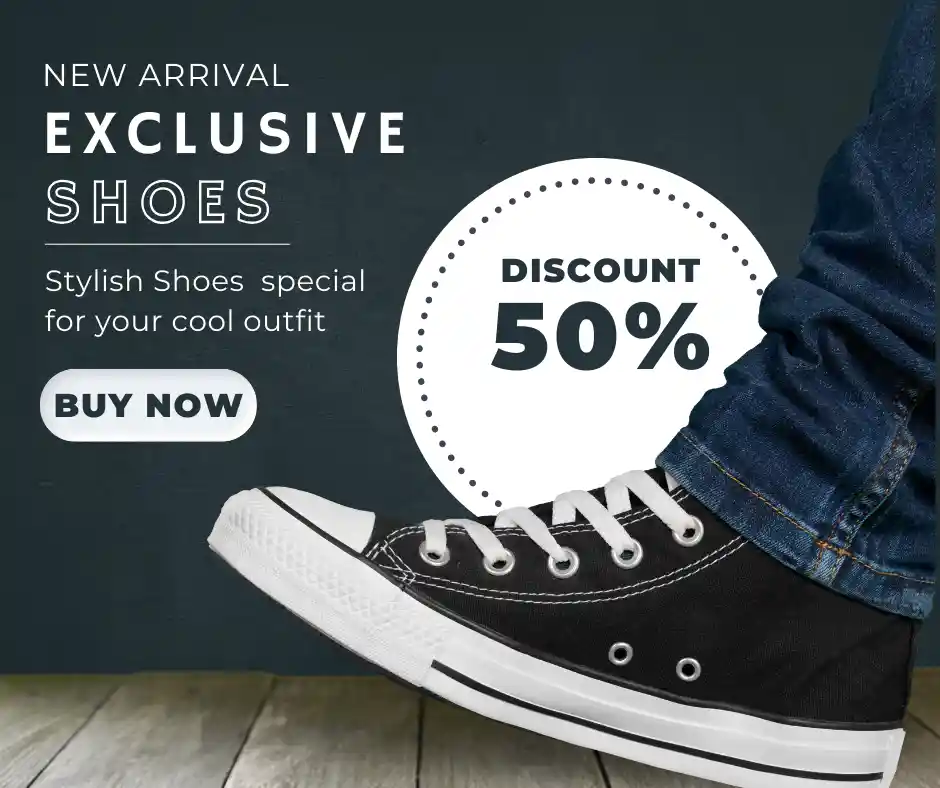 NEW ARRIVAL
EXCLUSIVE
SHOES
Stylish Shoes  special
for your cool outfit
BUY NOW
DISCOUNT
50%